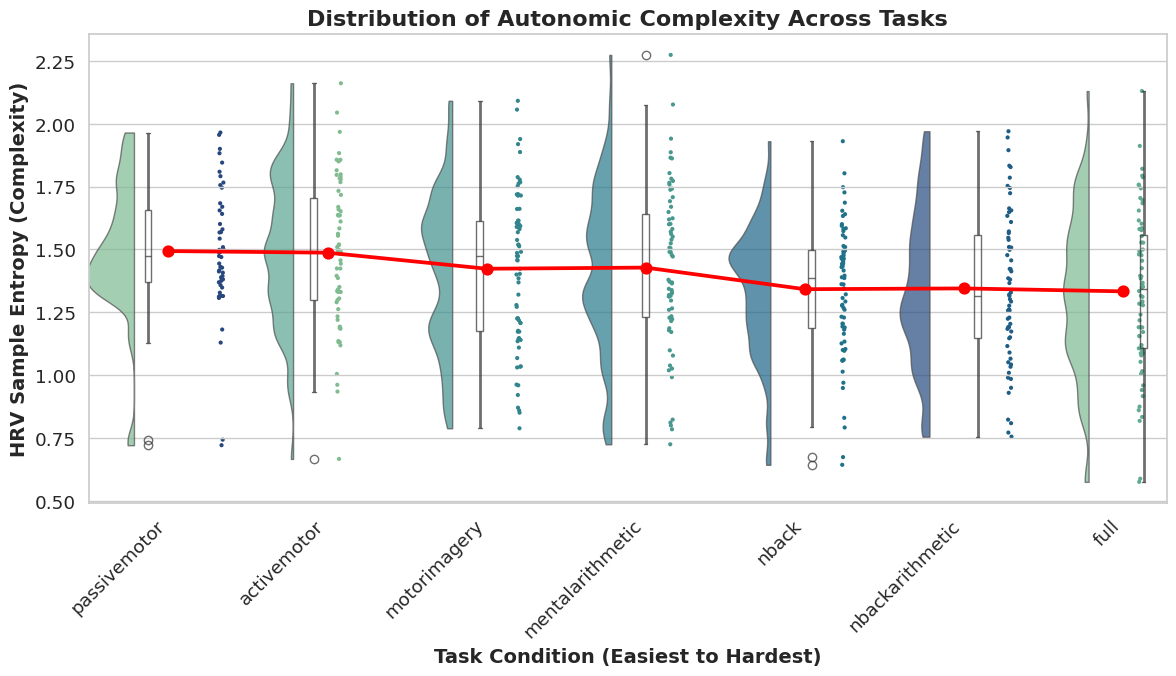 Distribution of Autonomic Complexity Across Tasks
HRV Sample Entropy (Complexity)
2.25
2.00
1.75
1.50
1.25
1.00
0.75
0.50
passivemotor
activemotor
motorimagery
mentalarithmetic
nback
nbackarithmetic
full
Task Condition (Easiest to Hardest)